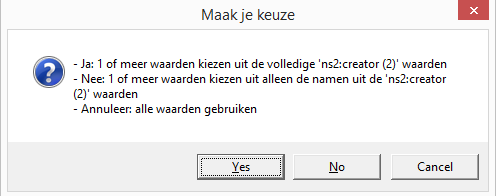 Maak je keuze
- Ja: 1 of meer waarden kiezen uit de volledige 'ns2:creator (2)' waarden
- Nee: 1 of meer waarden kiezen uit alleen de namen uit de 'ns2:creator
(2)' waarden
- Annuleer: alle waarden gebruiken
Yes No Cancel